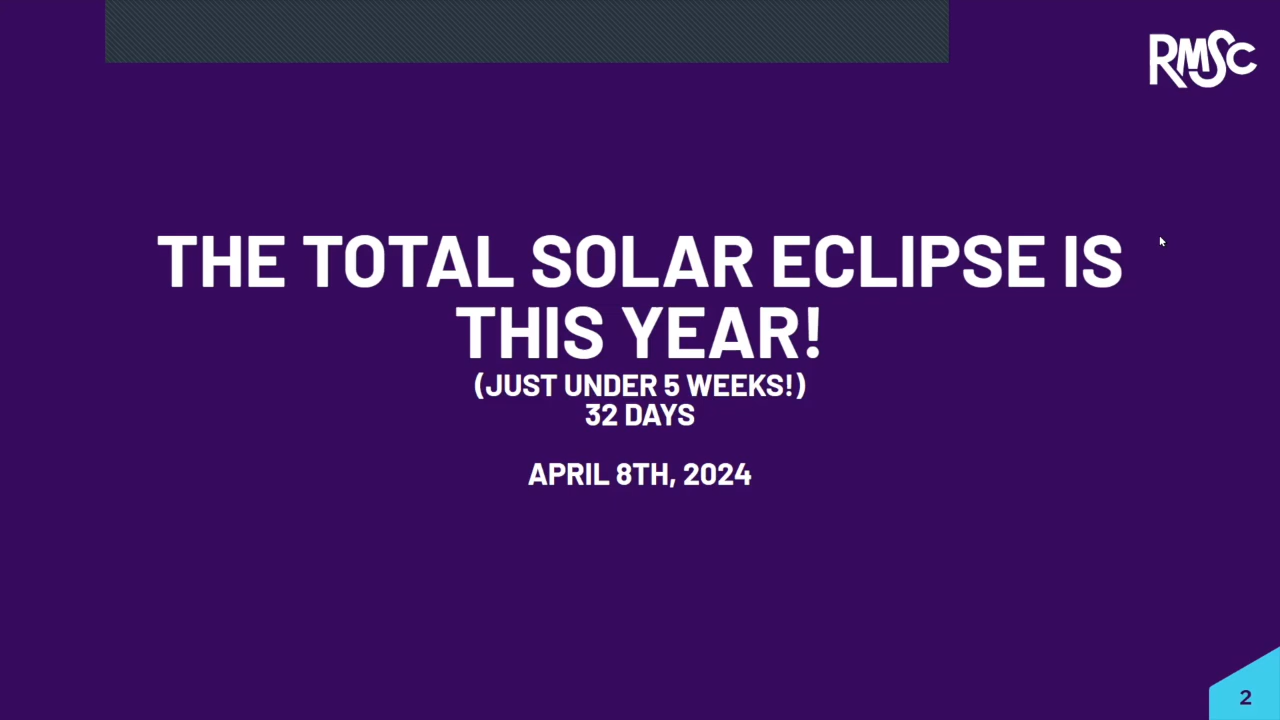 RMSC
THE TOTAL SOLAR ECLIPSE IS
THIS YEAR!
(JUST UNDER 5 WEEKS!)
32 DAYS
APRIL 8TH, 2024
2